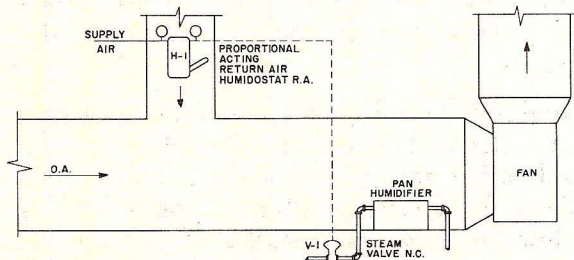 SUPPLY
AIR
H-1
PROPORTIONAL
ACTING
RETURN AIR
HUMIDOSTAT R.A.
O.A.
PAN
HUMIDIFIER
FAN
V-1
STEAM
VALVE N.C.